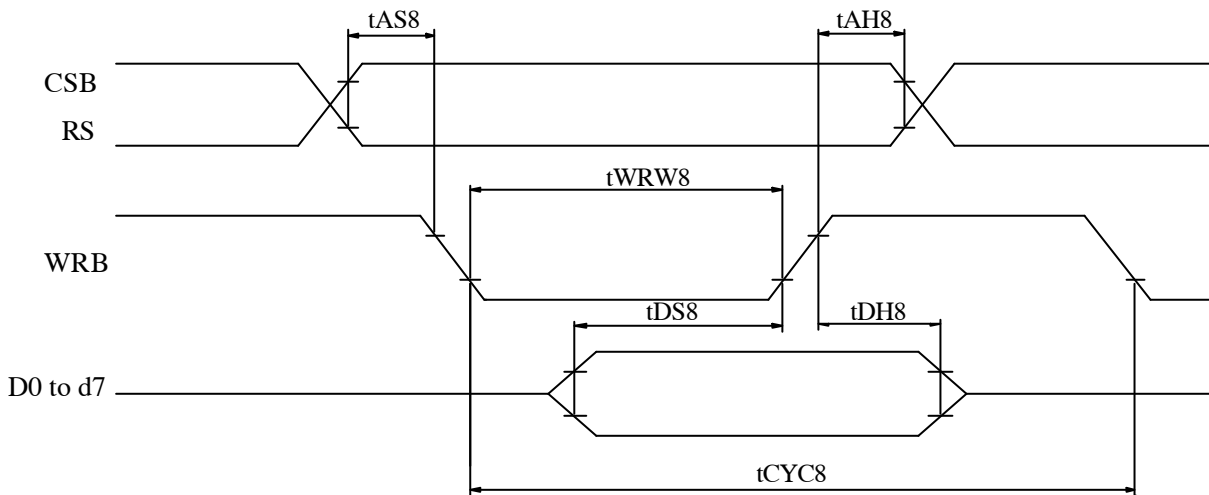 tAS8
tAH8
CSB
RS
tWRW8
WRB
tDS8
tDH8
D0 to d7
tCYC8